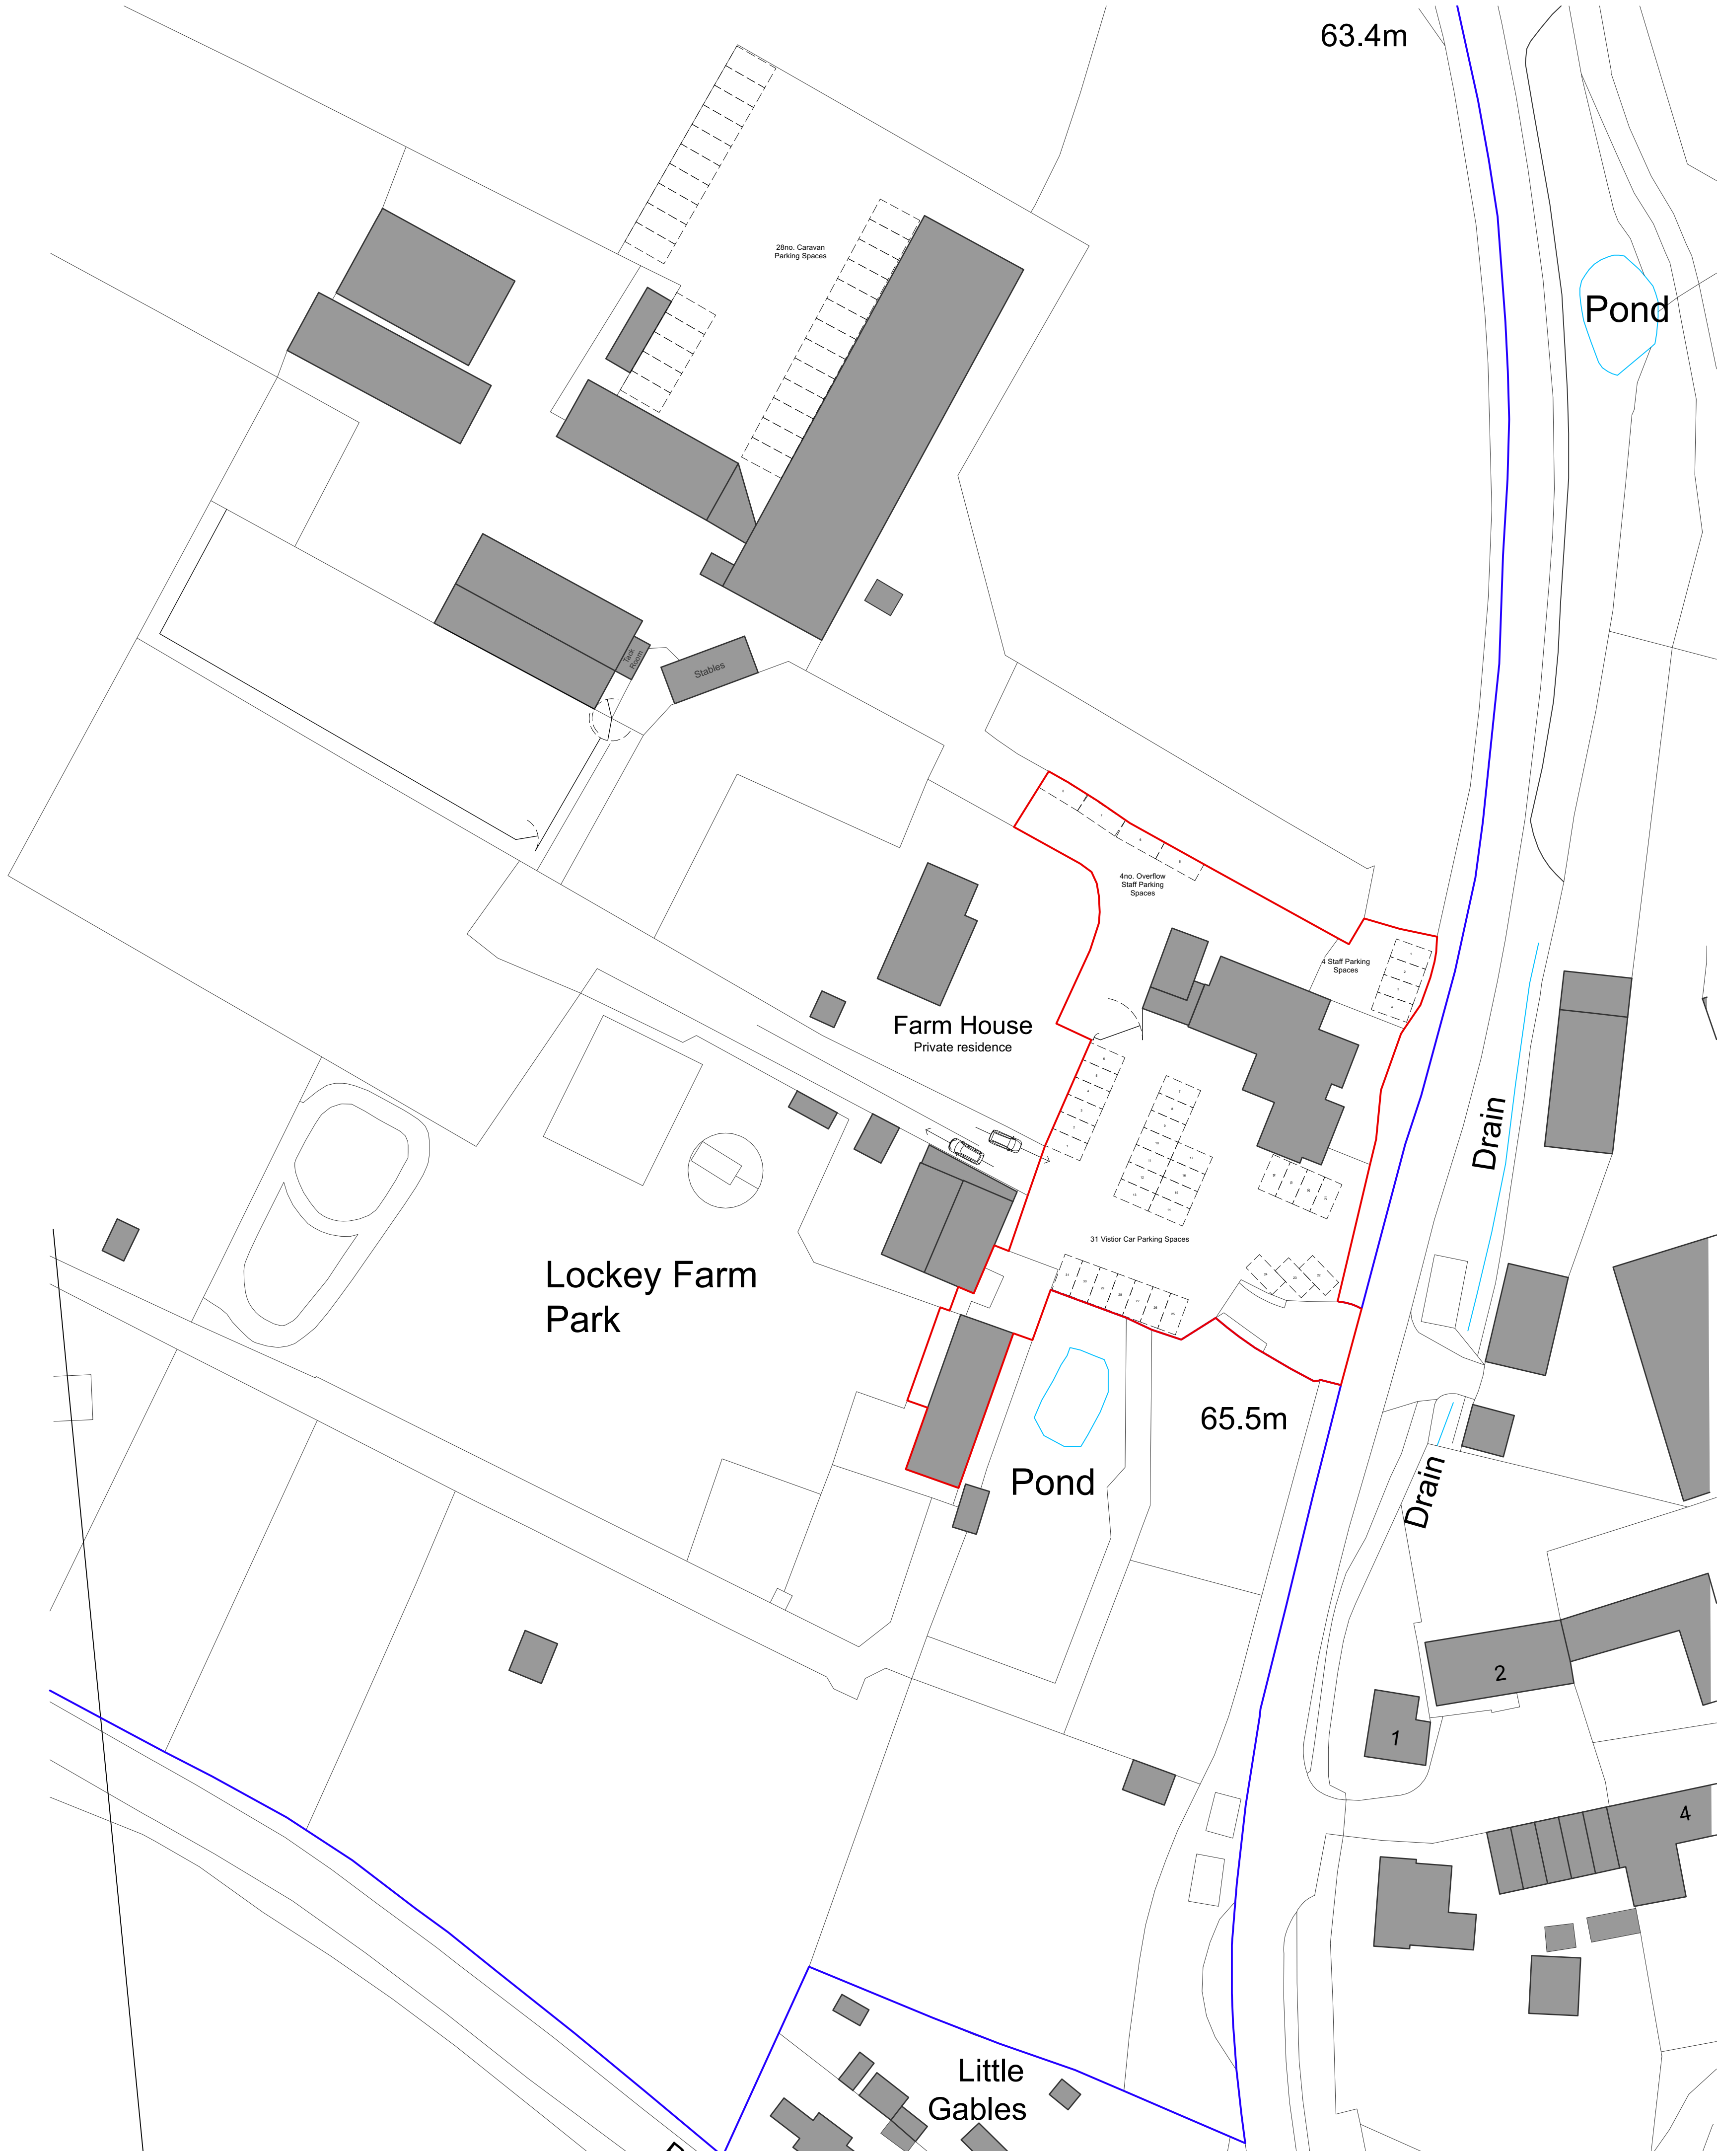 63.4m
28no. Caravan
Parking Spaces
Pond
Tack
Room
Stables
4no. Overflow
Staff Parking
Spaces
4 Staff Parking
Spaces
Farm House
Private residence
Drain
31 Vistior Car Parking Spaces
Lockey Farm
Park
65.5m
Pond
Drain
2
1
4
Little
Gables